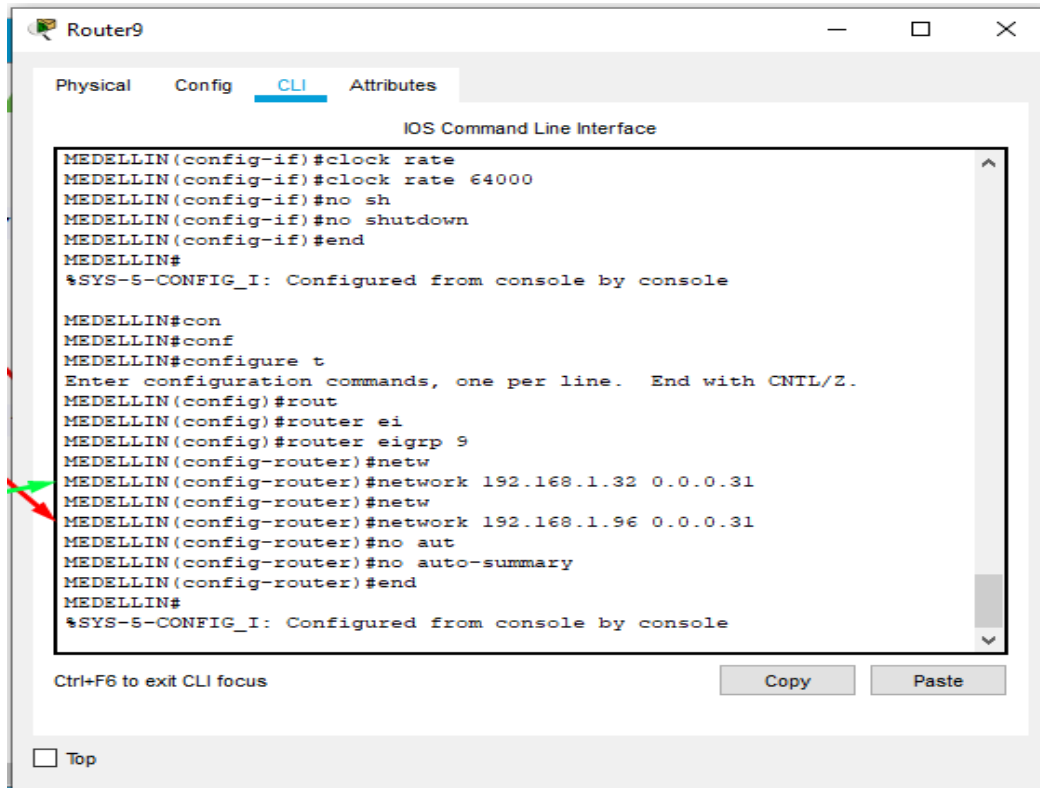 Router9
Physical Config CLI Attributes
IOS Command Line Interface
MEDELLIN(config-if)#clock rate
MEDELLIN(config-if)#clock rate 64000
MEDELLIN(config-if)#no sh
MEDELLIN(config-if)#no shutdown
MEDELLIN(config-if)#end
MEDELLIN#
%SYS-5-CONFIG_I: Configured from console by console
MEDELLIN#con
MEDELLIN#conf
MEDELLIN#configure t
Enter configuration commands, one per line.  End with CNTL/Z.
MEDELLIN(config)#rout
MEDELLIN(config)#router ei
MEDELLIN(config)#router eigrp 9
MEDELLIN(config-router)#netw
MEDELLIN(config-router)#network 192.168.1.32 0.0.0.31
MEDELLIN(config-router)#netw
MEDELLIN(config-router)#network 192.168.1.96 0.0.0.31
MEDELLIN(config-router)#no aut
MEDELLIN(config-router)#no auto-summary
MEDELLIN(config-router)#end
MEDELLIN#
%SYS-5-CONFIG_I: Configured from console by console
Ctrl+F6 to exit CLI focus
Copy Paste
Top